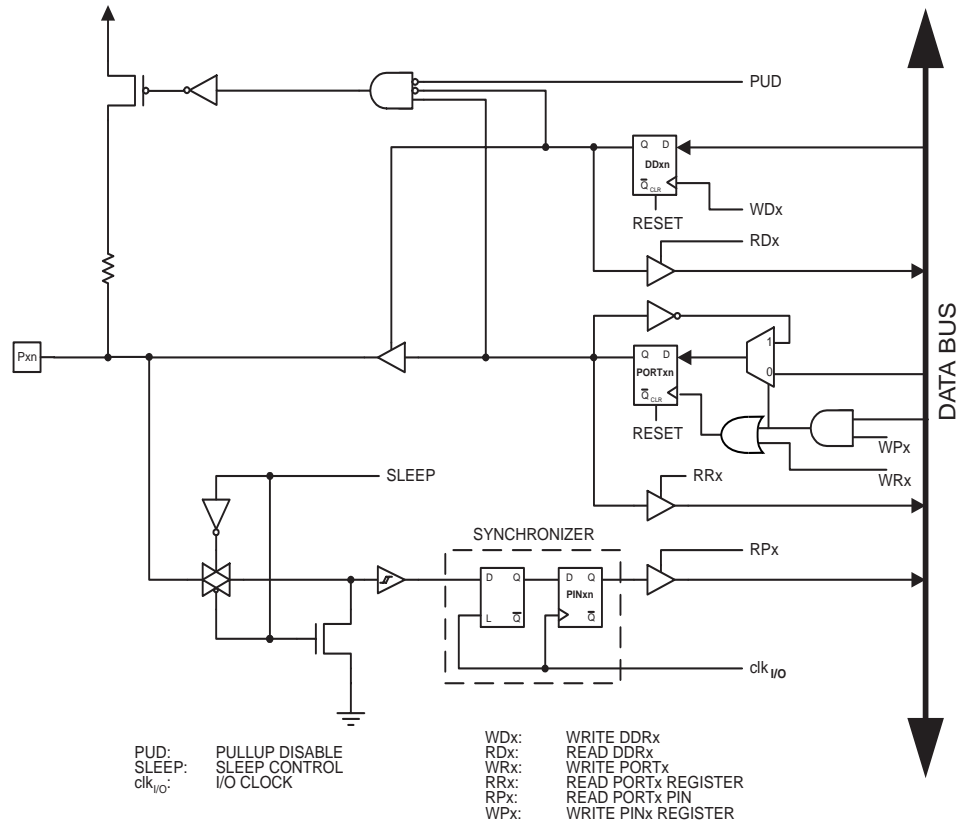 PUD
Q D
DDxn
Q CLR
WDx
RESET
RDx
1
Pxn
Q D
PORTxn
0
Q CLR
RESET
WPx
WRx
SLEEP
RRx
SYNCHRONIZER
RPx
D Q
D Q
PINxn
L Q
Q
clk I/O
DATA BUS
PUD: PULLUP DISABLE
SLEEP: SLEEP CONTROL
clkI/O: I/O CLOCK
WDx: WRITE DDRx
RDx: READ DDRx
WRx: WRITE PORTx
RRx: READ PORTx REGISTER
RPx: READ PORTx PIN
WPx: WRITE PINx REGISTER